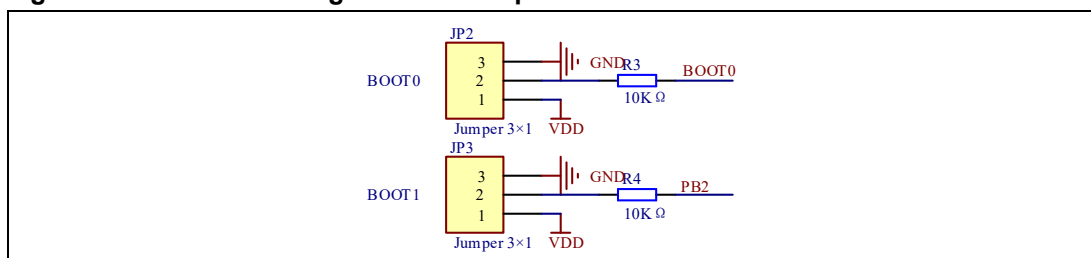 JP2
3
GND
R3
BOOT0
BOOT0
2
1
10K Ω
Jumper 3×1
VDD
JP3
3
GND
R4
PB2
BOOT1
2
1
10K Ω
Jumper 3×1
VDD